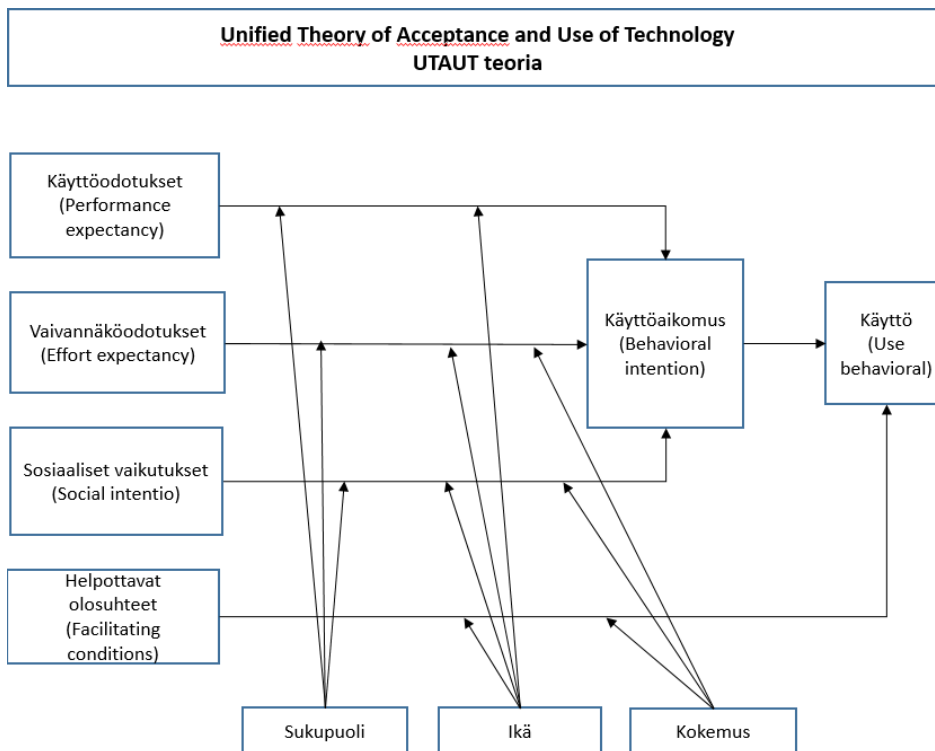 Unified Theory of Acceptance and Use of Technology
UTAUT teoria
Käyttöodotukset
(Performance
expectancy)
Vaivannäköodotukset
(Effort expectancy)
Sosiaaliset vaikutukset
(Social intentio)
Helpottavat
olosuhteet
(Facilitating
conditions)
Käyttöaikomus
(Behavioral
intention)
Käyttö
(Use
behavioral)
Sukupuoli
Ikä
Kokemus